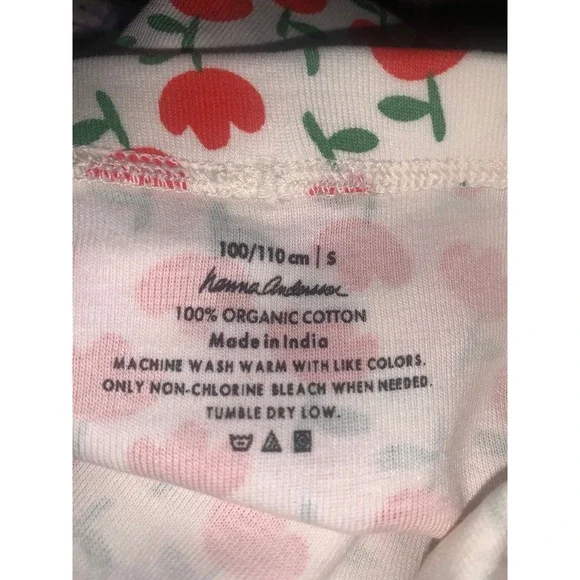 100/110 cm | S
hanna andersson
100% ORGANIC COTTON
Made in India
MACHINE WASH WARM WITH LIKE COLORS.
ONLY NON-CHLORINE BLEACH WHEN NEEDED.
TUMBLE DRY LOW.